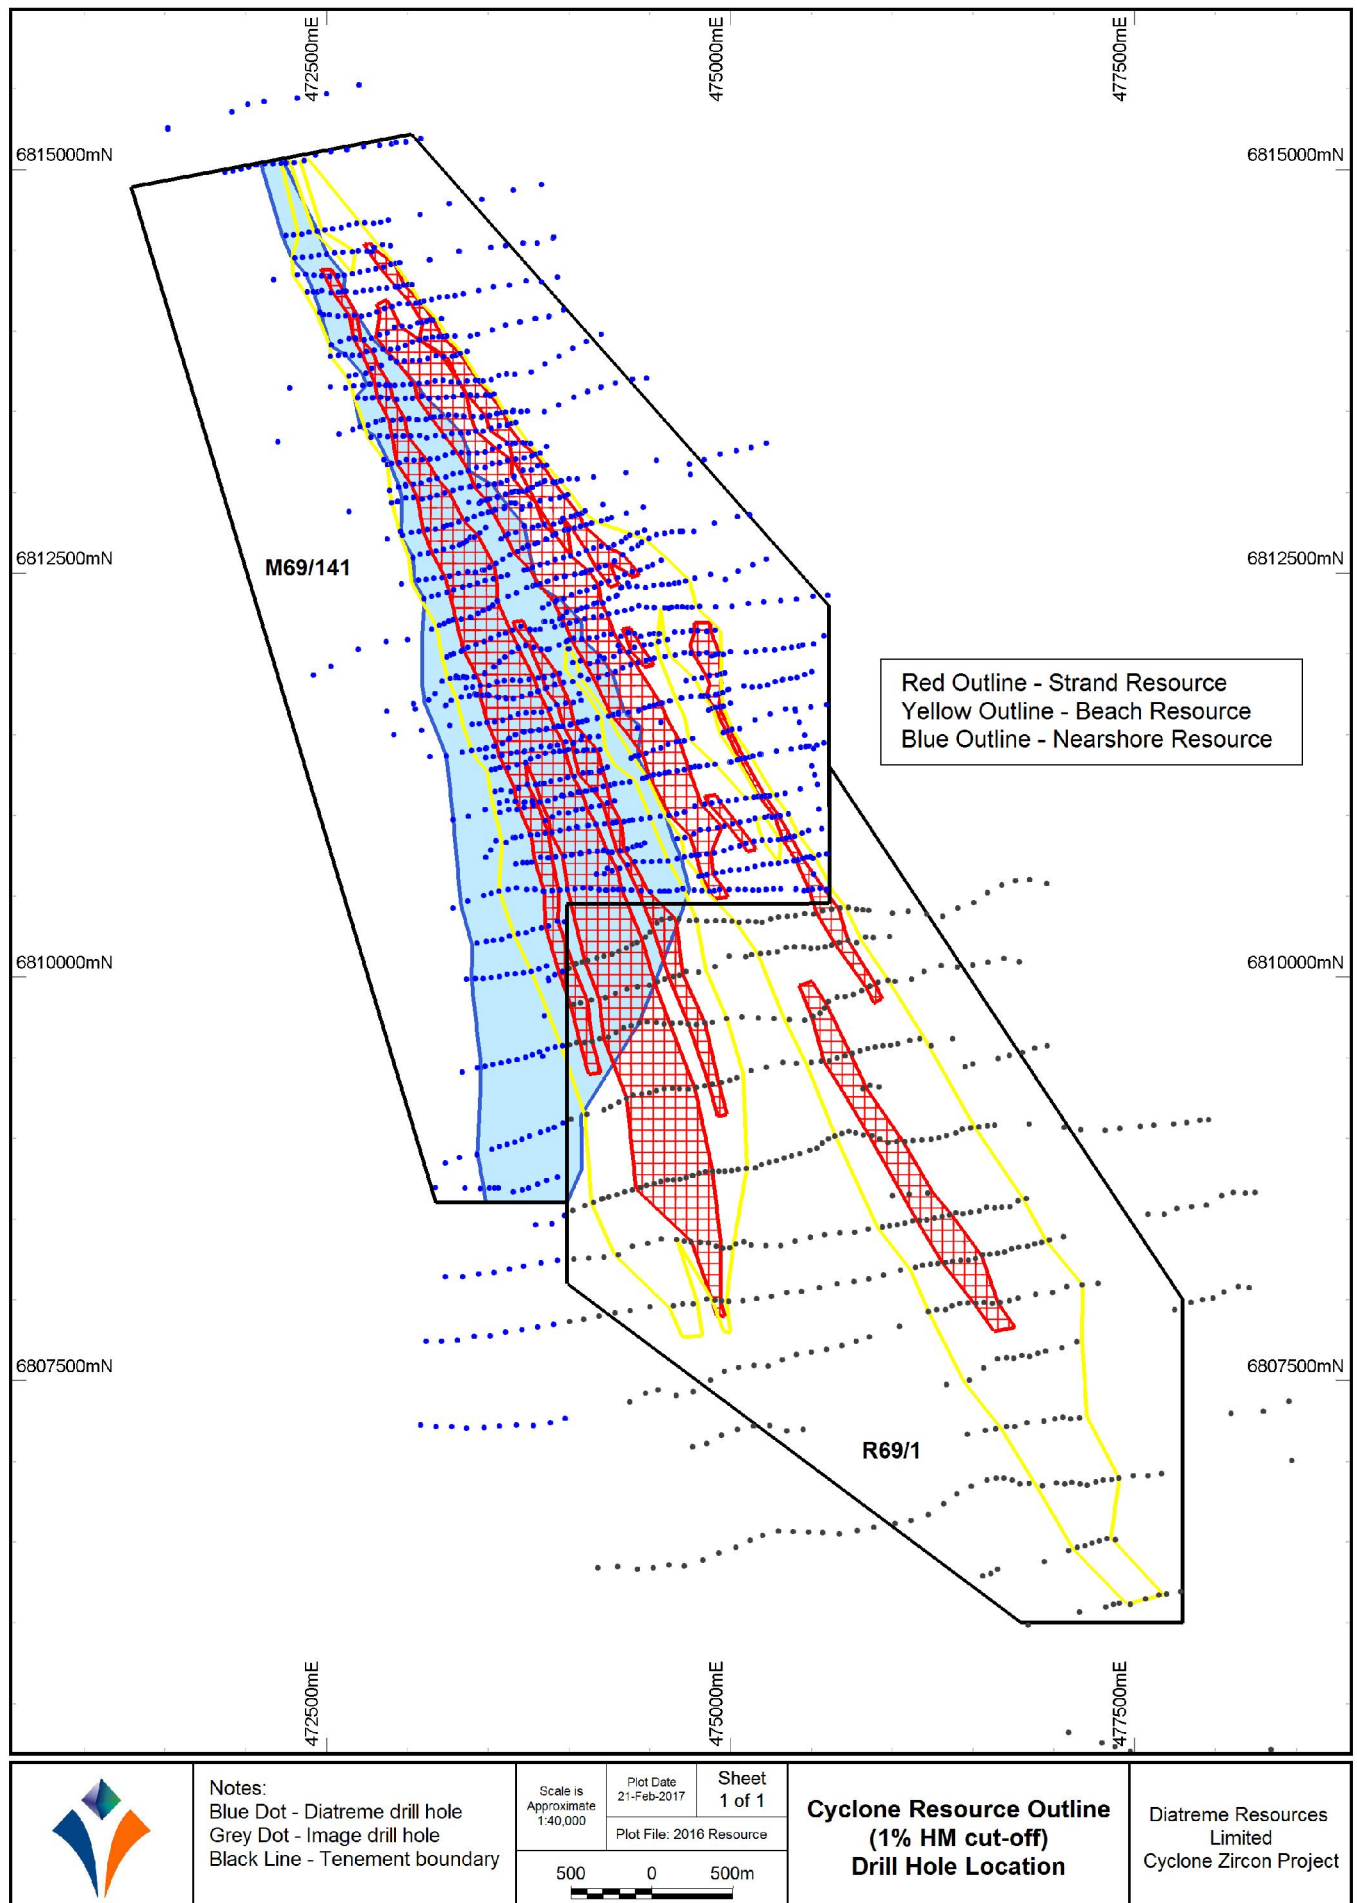 472500mE
475000mE
477500mE
6815000mN
6815000mN
6812500mN
6812500mN
M69/141
Red Outline - Strand Resource
Yellow Outline - Beach Resource
Blue Outline - Nearshore Resource
6810000mN
6810000mN
6807500mN
6807500mN
R69/1
472500mE
475000mE
477500mE
Notes:
Blue Dot - Diatreme drill hole
Grey Dot - Image drill hole
Black Line - Tenement boundary
Scale is
Approximate
1:40,000
Plot Date
21-Feb-2017
Sheet
1 of 1
Plot File: 2016 Resource
500 0 500m
Cyclone Resource Outline
(1% HM cut-off)
Drill Hole Location
Diatreme Resources
Limited
Cyclone Zircon Project